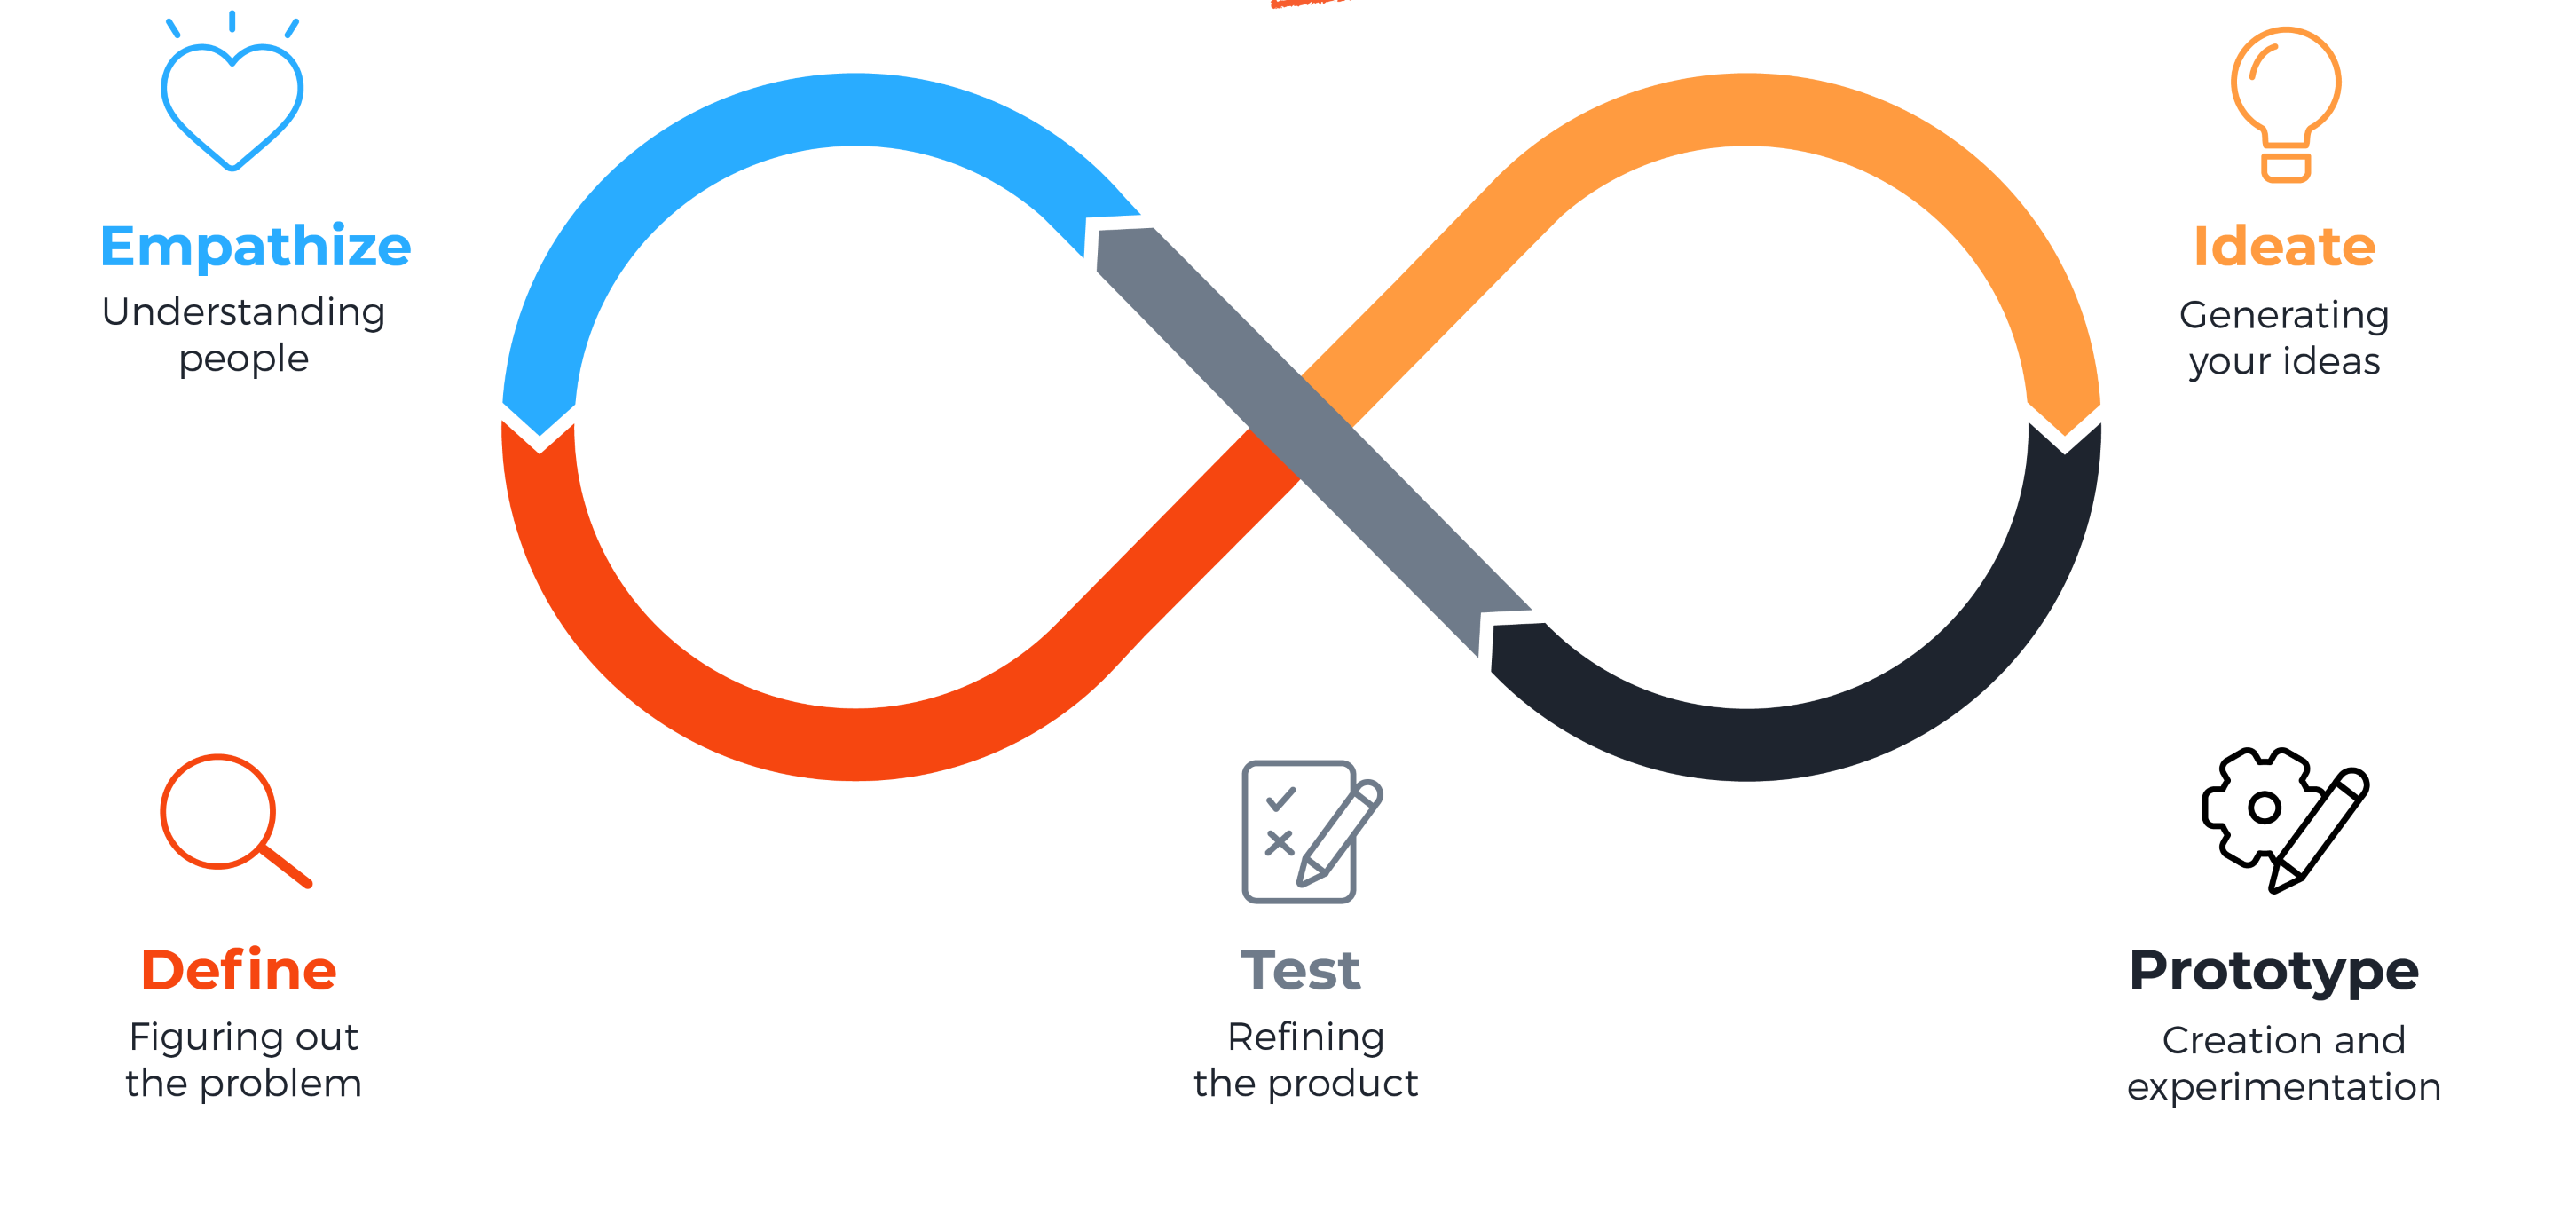 Empathize
Understanding
people
Ideate
Generating
your ideas
Define
Figuring out
the problem
Test
Refining
the product
Prototype
Creation and
experimentation